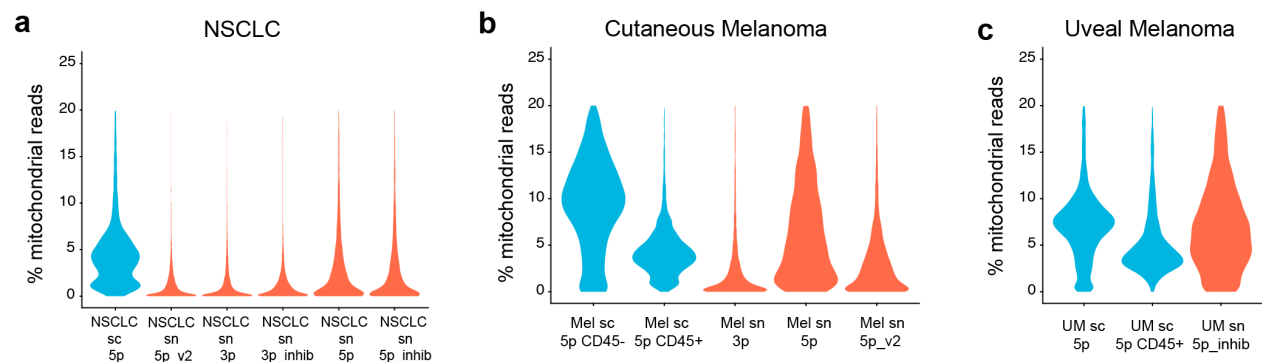 a
NSCLC
% mitochondrial reads
25
20
15
10
5
0
NSCLC
sc
5p
NSCLC
sn
5p_v2
NSCLC
sn
3p
NSCLC
sn
3p_inhib
NSCLC
sn
5p
NSCLC
sn
5p_inhib
b
Cutaneous Melanoma
% mitochondrial reads
25
20
15
10
5
0
Mel sc
5p CD45-
Mel sc
5p CD45+
Mel sn
3p
Mel sn
5p
Mel sn
5p_v2
c
Uveal Melanoma
% mitochondrial reads
25
20
15
10
5
0
UM sc
5p
UM sc
5p CD45+
UM sn
5p_inhib